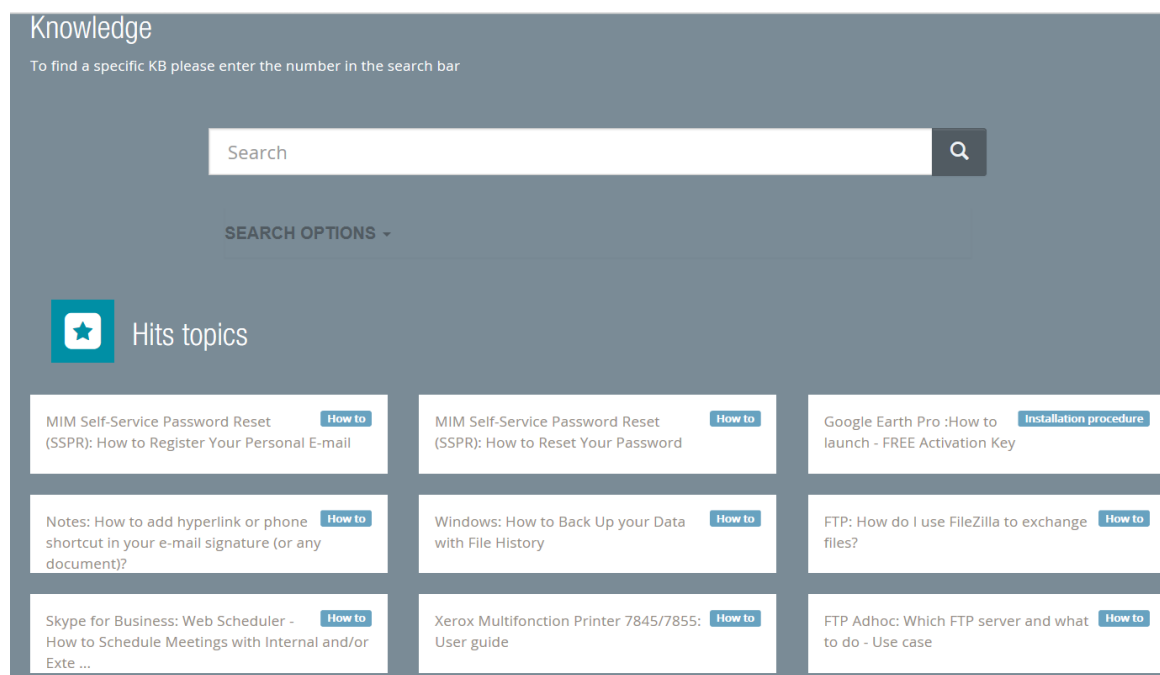 Knowledge
To find a specific KB please enter the number in the search bar
Search
SEARCH OPTIONS
Hits topics
MIM Self-Service Password Reset
(SSPR): How to Register Your Personal E-mail
How to
MIM Self-Service Password Reset
(SSPR): How to Reset Your Password
How to
Google Earth Pro :How to
launch - FREE Activation Key
Installation procedure
Notes: How to add hyperlink or phone
shortcut in your e-mail signature (or any
document)?
How to
Windows: How to Back Up your Data
with File History
How to
FTP: How do I use FileZilla to exchange
files?
How to
Skype for Business: Web Scheduler -
How to Schedule Meetings with Internal and/or
Exte ...
How to
Xerox Multifonction Printer 7845/7855:
User guide
How to
FTP Adhoc: Which FTP server and what
to do - Use case
How to